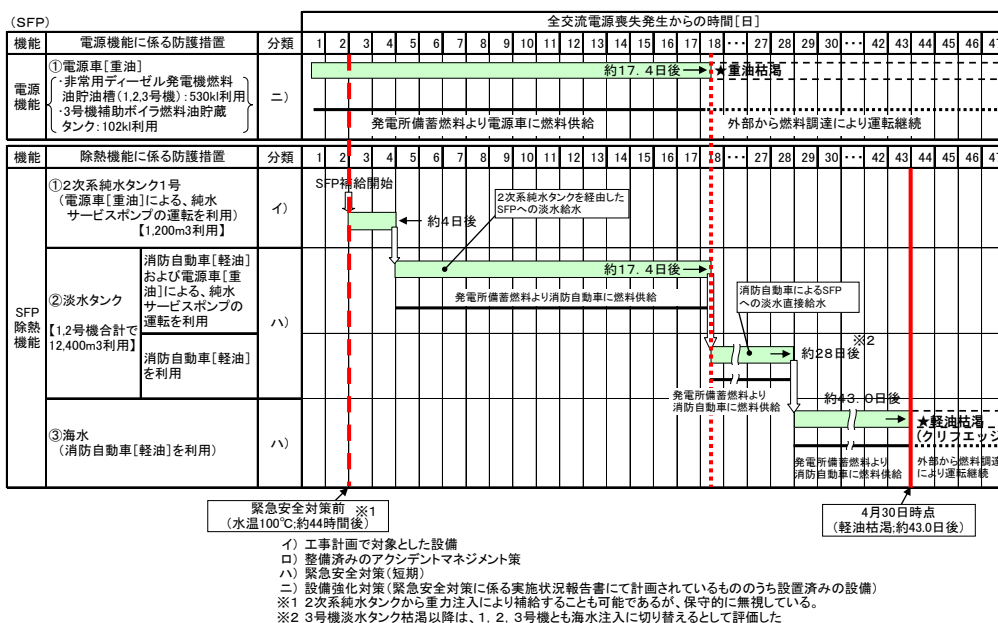 (SFP)
全交流電源喪失発生からの時間[日]
機能 電源機能に係る防護措置 分類 1 2 3 4 5 6 7 8 9 10 11 12 13 14 15 16 17 18 ･･･ 27 28 29 30 ･･･ 42 43 44 45 46 47
電源
機能
①電源車[重油]
・非常用ディーゼル発電機燃料
油貯油槽(1,2,3号機):530kl利用
・3号機補助ボイラ燃料油貯蔵
タンク:102kl利用
ニ)
約17.4日後
★重油枯渇
発電所備蓄燃料より電源車に燃料供給
外部から燃料調達により運転継続
機能 除熱機能に係る防護措置 分類 1 2 3 4 5 6 7 8 9 10 11 12 13 14 15 16 17 18 ･･･ 27 28 29 30 ･･･ 42 43 44 45 46 47
SFP
除熱
機能
①2次系純水タンク1号
(電源車[重油]による、純水
サービスポンプの運転を利用)
【1,200m3利用】
イ)
SFP補給開始
約4日後
2次系純水タンクを経由した
SFPへの淡水給水
②淡水タンク
【1,2号機合計で
12,400m3利用】
消防自動車[軽油]
および電源車[重
油]による、純水
サービスポンプの
運転を利用
消防自動車[軽油]
を利用
ハ)
約17.4日後
発電所備蓄燃料より消防自動車に燃料供給
消防自動車によるSFP
への淡水直接給水
約28日後
※2
発電所備蓄燃料より
消防自動車に燃料供給
③海水
(消防自動車[軽油]を利用)
ハ)
約43.0日後
★軽油枯渇
(クリフエッジ
発電所備蓄燃料より
消防自動車に燃料供給
外部から燃料調達
により運転継続
緊急安全対策前 ※1
(水温100℃;約44時間後)
4月30日時点
(軽油枯渇;約43.0日後)
イ) 工事計画で対象とした設備
ロ) 整備済みのアクシデントマネジメント策
ハ) 緊急安全対策(短期)
ニ) 設備強化対策(緊急安全対策に係る実施状況報告書にて計画されているもののうち設置済みの設備)
※1 2次系純水タンクから重力注入により補給することも可能であるが、保守的に無視している。
※2 3号機淡水タンク枯渇以降は、1,2,3号機とも海水注入に切り替えるとして評価した